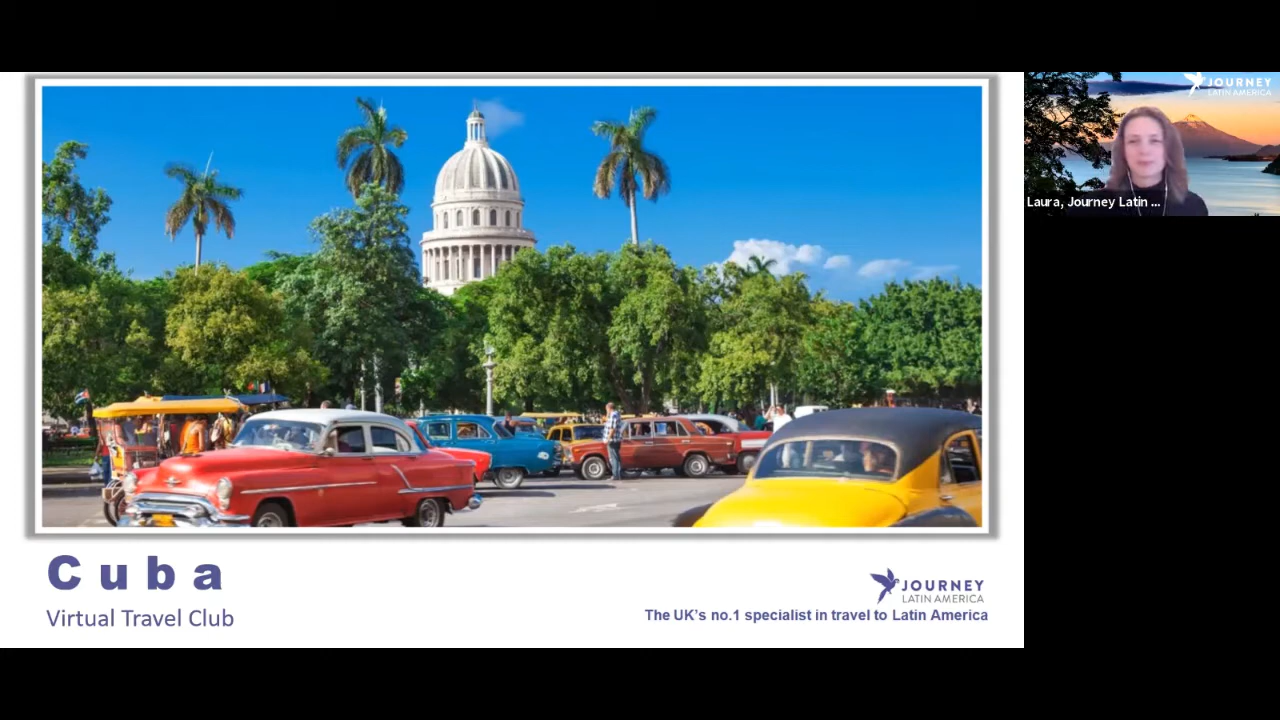 Cuba
Virtual Travel Club
JOURNEY
LATIN AMERICA
The UK's no.1 specialist in travel to Latin America
JOURNEY
LATIN AMERICA
Laura, Journey Latin ...